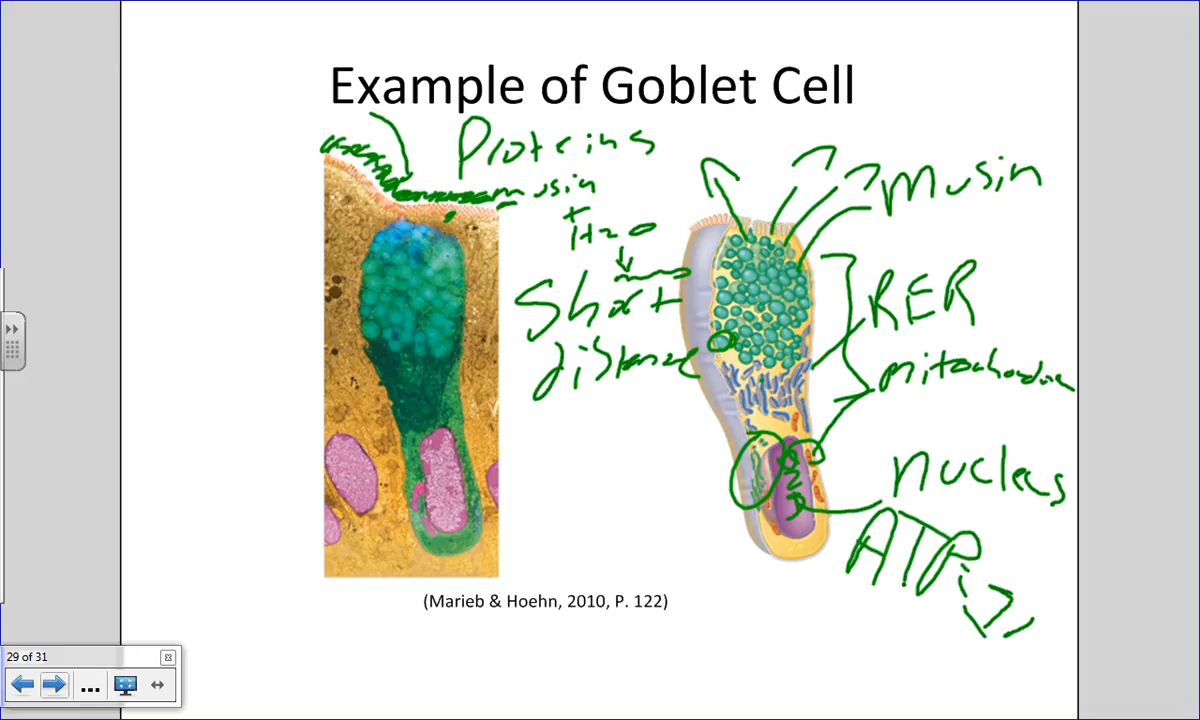 Example of Goblet Cell
Proteins
musin
+
H2O
Short
distance
musin
RER
mitochondria
nucleus
ATP
(Marieb & Hoehn, 2010, P. 122)
29 of 31
...